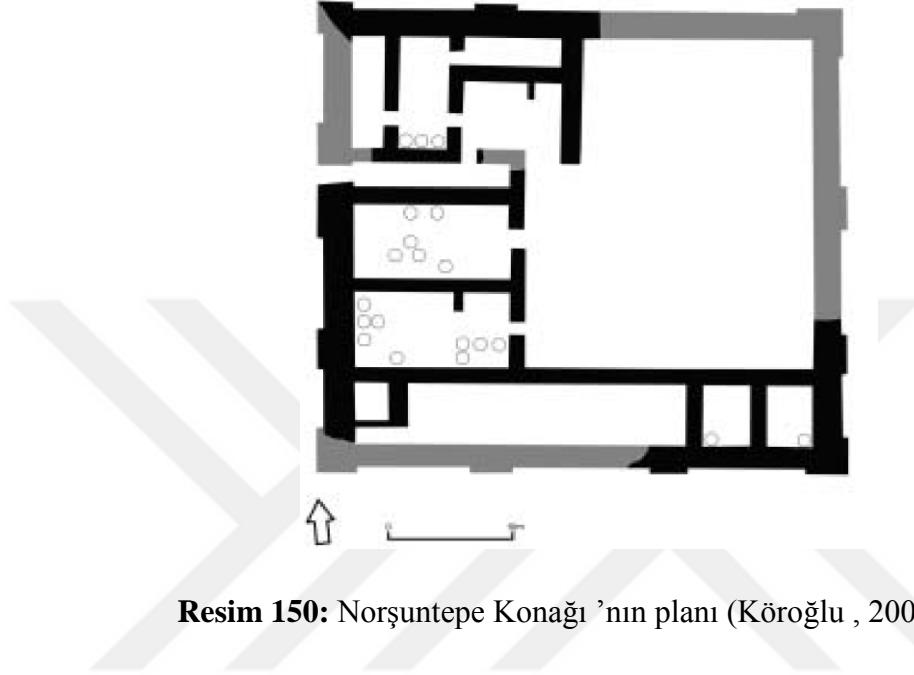 Resim 150: Norşuntepe Konağı ’nın planı (Köroğlu , 200